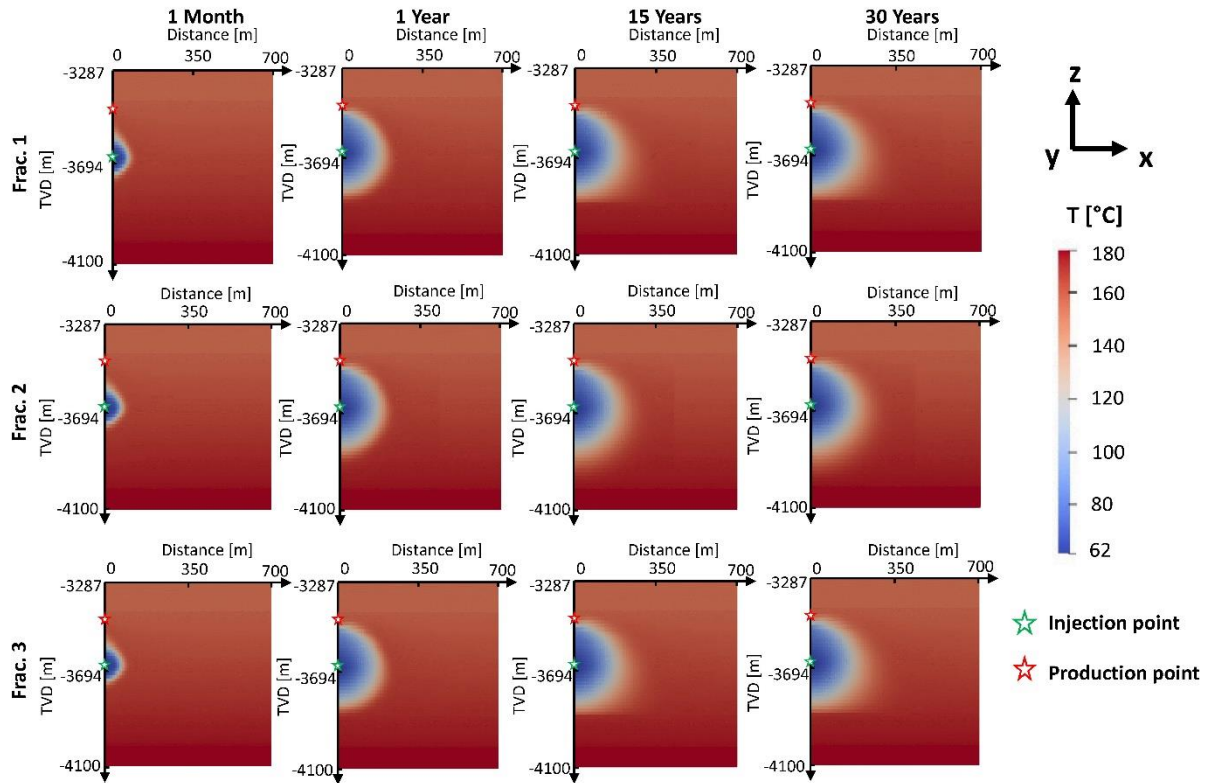 1 Month 1 Year 15 Years 30 Years
Distance [m] Distance [m] Distance [m] Distance [m]
0 350 700 0 350 700 0 350 700 0 350 700
-3287 -3287 -3287 -3287
Frac. 1
TVD [m] TVD [m] TVD [m] TVD [m]
-3694 -3694 -3694 -3694
-4100 -4100 -4100 -4100
Distance [m] Distance [m] Distance [m] Distance [m]
0 350 700 0 350 700 0 350 700 0 350 700
-3287 -3287 -3287 -3287
Frac. 2
TVD [m] TVD [m] TVD [m] TVD [m]
-3694 -3694 -3694 -3694
-4100 -4100 -4100 -4100
Distance [m] Distance [m] Distance [m] Distance [m]
0 350 700 0 350 700 0 350 700 0 350 700
-3287 -3287 -3287 -3287
Frac. 3
TVD [m] TVD [m] TVD [m] TVD [m]
-3694 -3694 -3694 -3694
-4100 -4100 -4100 -4100
z
y x
T [°C]
180
160
140
120
100
80
62
Injection point
Production point